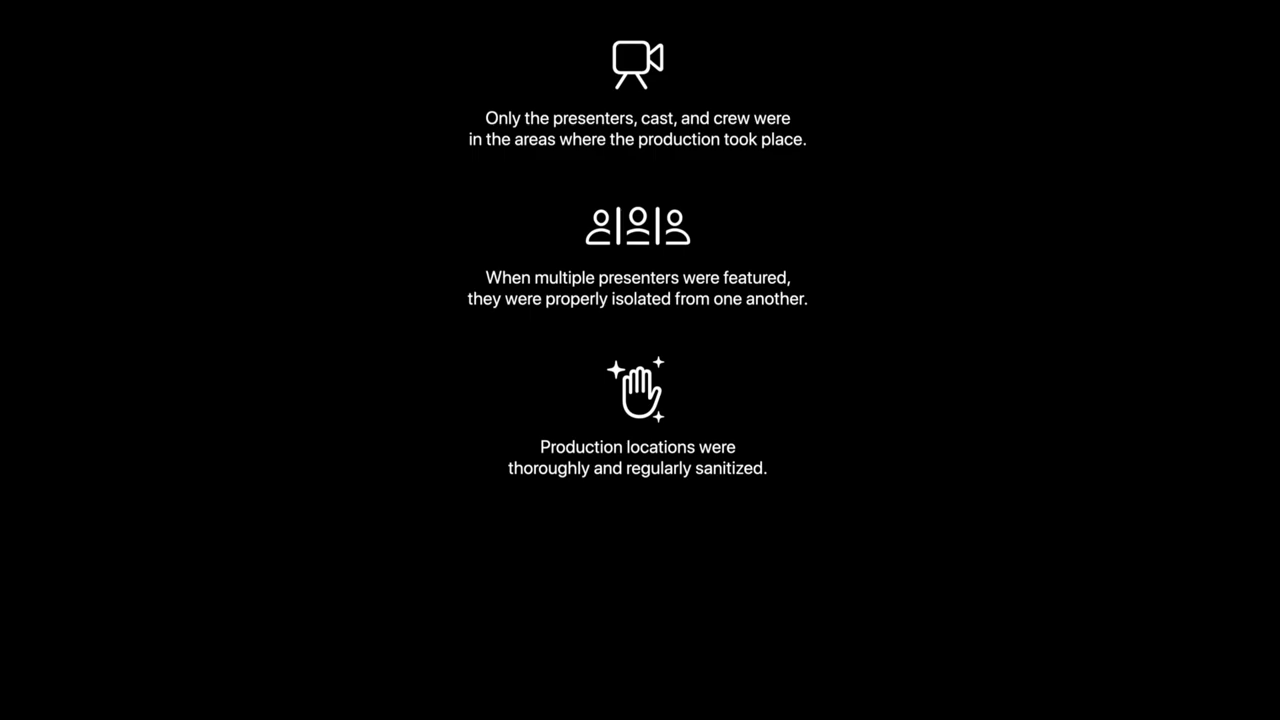 Only the presenters, cast, and crew were
in the areas where the production took place.
When multiple presenters were featured,
they were properly isolated from one another.
Production locations were
thoroughly and regularly sanitized.